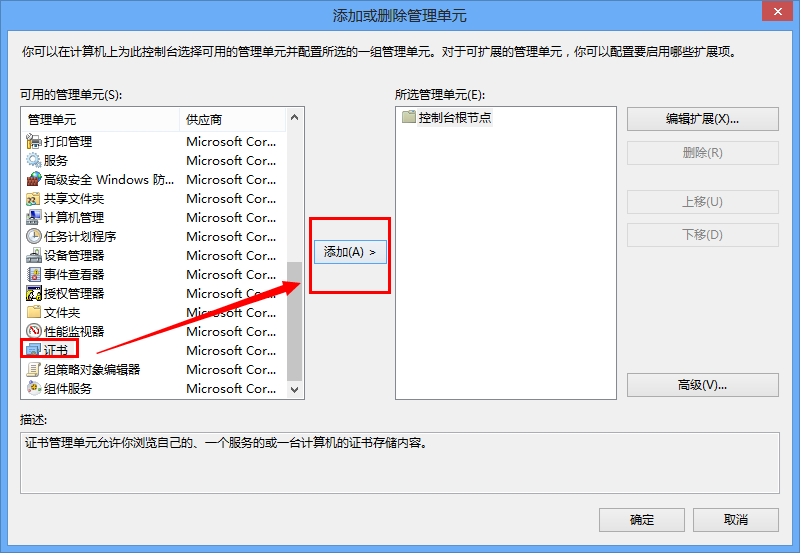 添加或删除管理单元
你可以在计算机上为此控制台选择可用的管理单元并配置所选的一组管理单元。对于可扩展的管理单元，你可以配置要启用哪些扩展项。
可用的管理单元(S):
管理单元 供应商
打印管理 Microsoft Cor...
服务 Microsoft Cor...
高级安全 Windows 防... Microsoft Cor...
共享文件夹 Microsoft Cor...
计算机管理 Microsoft Cor...
任务计划程序 Microsoft Cor...
设备管理器 Microsoft Cor...
事件查看器 Microsoft Cor...
授权管理器 Microsoft Cor...
文件夹 Microsoft Cor...
性能监视器 Microsoft Cor...
证书 Microsoft Cor...
组策略对象编辑器 Microsoft Cor...
组件服务 Microsoft Cor...
添加(A) >
所选管理单元(E):
控制台根节点
编辑扩展(X)...
删除(R)
上移(U)
下移(D)
高级(V)...
描述:
证书管理单元允许你浏览自己的、一个服务的或一台计算机的证书存储内容。
确定
取消